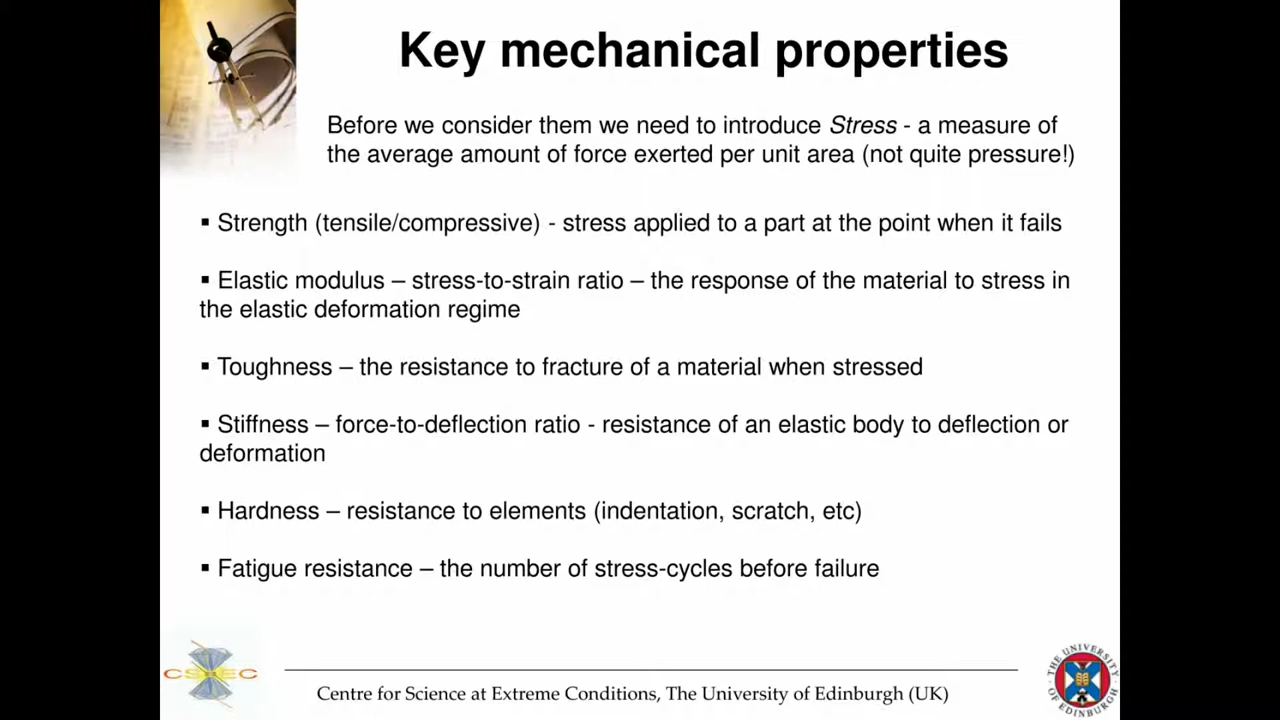 Key mechanical properties
Before we consider them we need to introduce Stress - a measure of
the average amount of force exerted per unit area (not quite pressure!)
▪ Strength (tensile/compressive) - stress applied to a part at the point when it fails
▪ Elastic modulus – stress-to-strain ratio – the response of the material to stress in
the elastic deformation regime
▪ Toughness – the resistance to fracture of a material when stressed
▪ Stiffness – force-to-deflection ratio - resistance of an elastic body to deflection or
deformation
▪ Hardness – resistance to elements (indentation, scratch, etc)
▪ Fatigue resistance – the number of stress-cycles before failure
Centre for Science at Extreme Conditions, The University of Edinburgh (UK)
THE UNIVERSITY
OF EDINBURGH